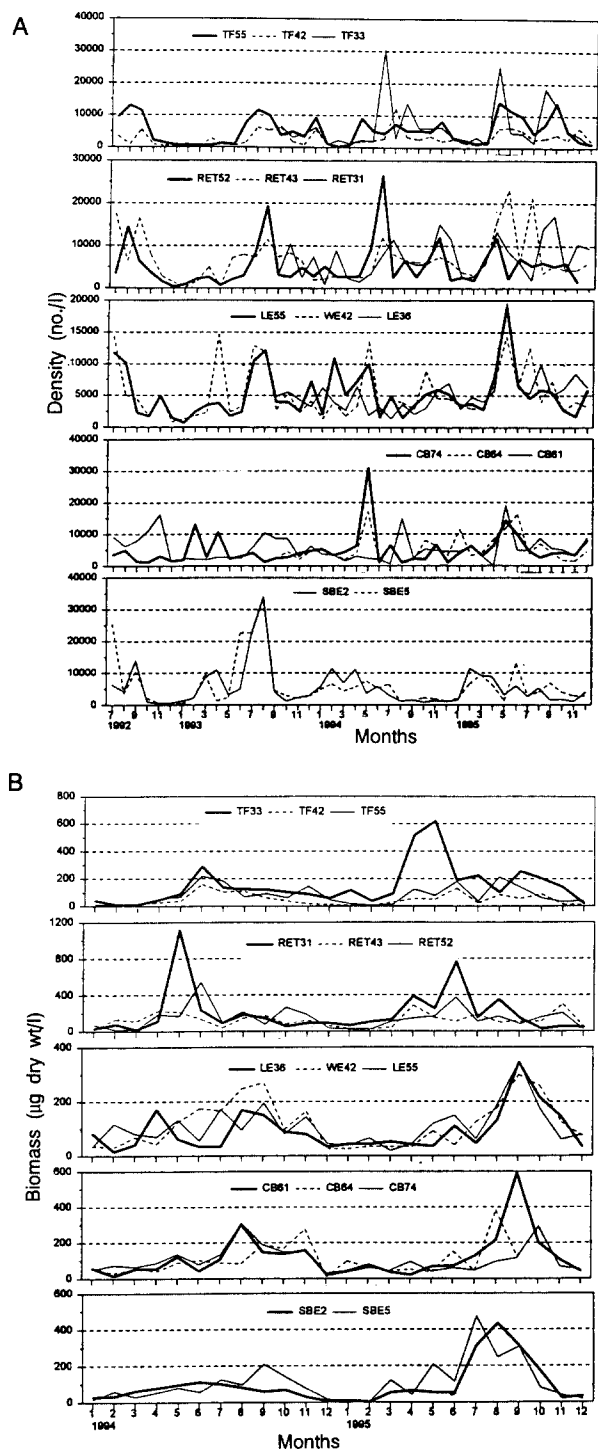 A
40000
30000
20000
10000
0
TF55 TF42 TF33
30000
20000
10000
0
RET52 RET43 RET31
Density (no./l)
20000
15000
10000
5000
0
LE55 WE42 LE36
40000
30000
20000
10000
0
CB74 CB64 CB61
40000
30000
20000
10000
0
SBE2 SBE5
7 9 11 1 3 5 7 9 11 1 3 5 7 9 11 1 3 5 7 9 11
1992 1993 1994 1995
Months
B
800
600
400
200
0
TF33 TF42 TF55
1200
800
400
0
RET31 RET43 RET52
Biomass (µg dry wt/l)
400
200
0
LE36 WE42 LE55
600
400
200
0
CB61 CB64 CB74
600
400
200
0
SBE2 SBE5
1 2 3 4 5 6 7 8 9 10 11 12 1 2 3 4 5 6 7 8 9 10 11 12
1994 1995
Months